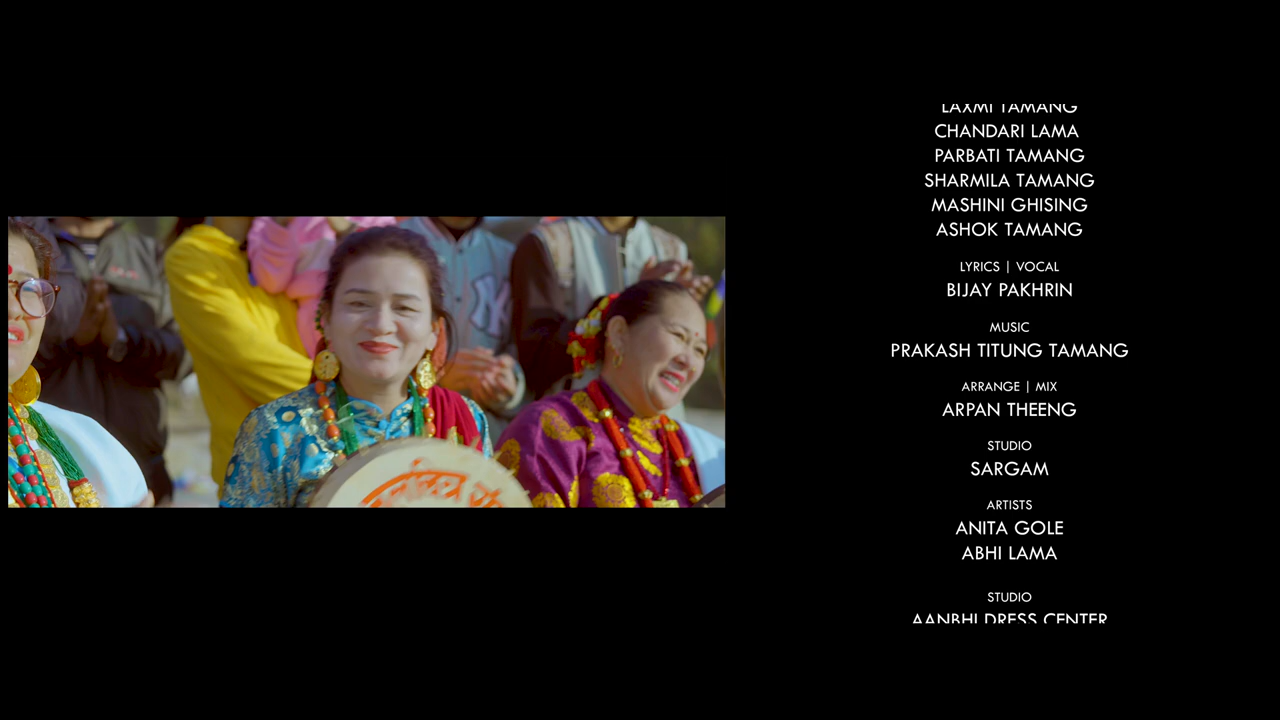 LAXMI TAMANG
CHANDARI LAMA
PARBATI TAMANG
SHARMILA TAMANG
MASHINI GHISING
ASHOK TAMANG
LYRICS | VOCAL
BIJAY PAKHRIN
MUSIC
PRAKASH TITUNG TAMANG
ARRANGE | MIX
ARPAN THEENG
STUDIO
SARGAM
ARTISTS
ANITA GOLE
ABHI LAMA
STUDIO
AANBHI DRESS CENTER